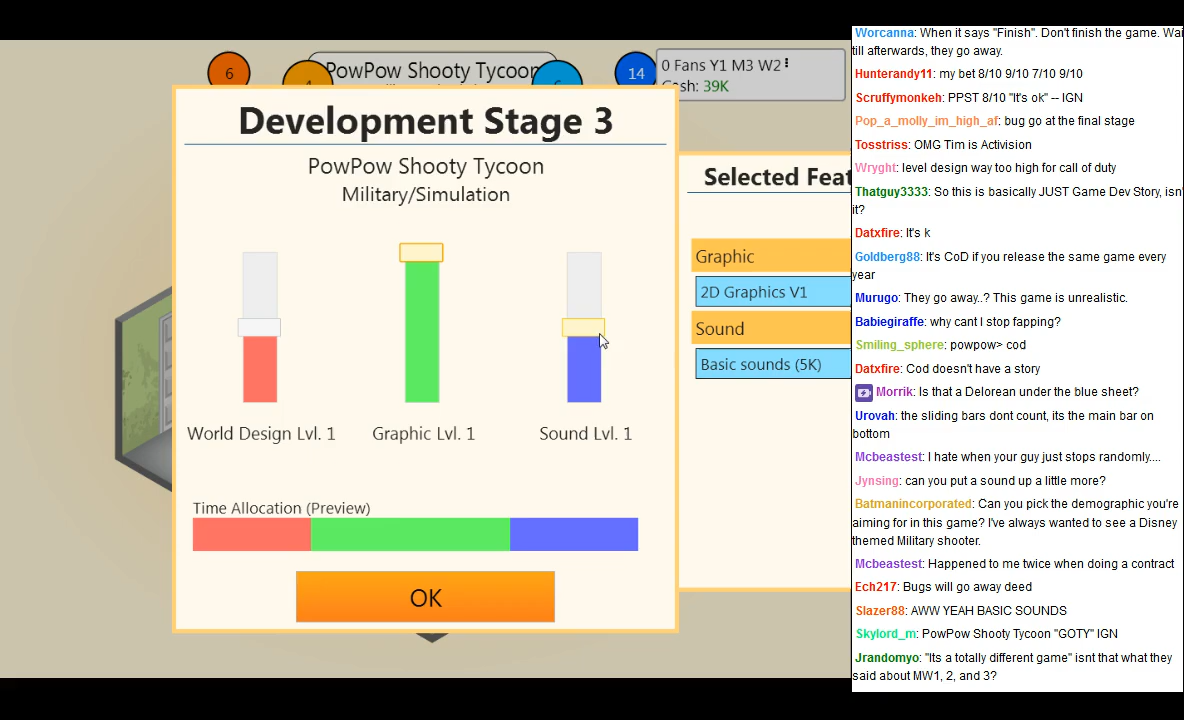 6
4
PowPow Shooty Tycoon
14
0 Fans Y1 M3 W2
Cash: 39K
Development Stage 3
PowPow Shooty Tycoon
Military/Simulation
World Design Lvl. 1
Graphic Lvl. 1
Sound Lvl. 1
Time Allocation (Preview)
OK
Selected Feat
Graphic
2D Graphics V1
Sound
Basic sounds (5K)
Worcanna: When it says "Finish". Don't finish the game. Wai
till afterwards, they go away.
Hunterandy11: my bet 8/10 9/10 7/10 9/10
Scruffymonkeh: PPST 8/10 "It's ok" -- IGN
Pop_a_molly_im_high_af: bug go at the final stage
Tosstriss: OMG Tim is Activision
Wryght: level design way too high for call of duty
Thatguy3333: So this is basically JUST Game Dev Story, isn'
it?
Datxfire: It's k
Goldberg88: It's CoD if you release the same game every
year
Murugo: They go away..? This game is unrealistic.
Babiegiraffe: why cant I stop fapping?
Smiling_sphere: powpow> cod
Datxfire: Cod doesn't have a story
Morrik: Is that a Delorean under the blue sheet?
Urovah: the sliding bars dont count, its the main bar on
bottom
Mcbeastest: I hate when your guy just stops randomly....
Jynsing: can you put a sound up a little more?
Batmanincorporated: Can you pick the demographic you're
aiming for in this game? I've always wanted to see a Disney
themed Military shooter.
Mcbeastest: Happened to me twice when doing a contract
Ech217: Bugs will go away deed
Slazer88: AWW YEAH BASIC SOUNDS
Skylord_m: PowPow Shooty Tycoon "GOTY" IGN
Jrandomyo: "Its a totally different game" isnt that what they
said about MW1, 2, and 3?